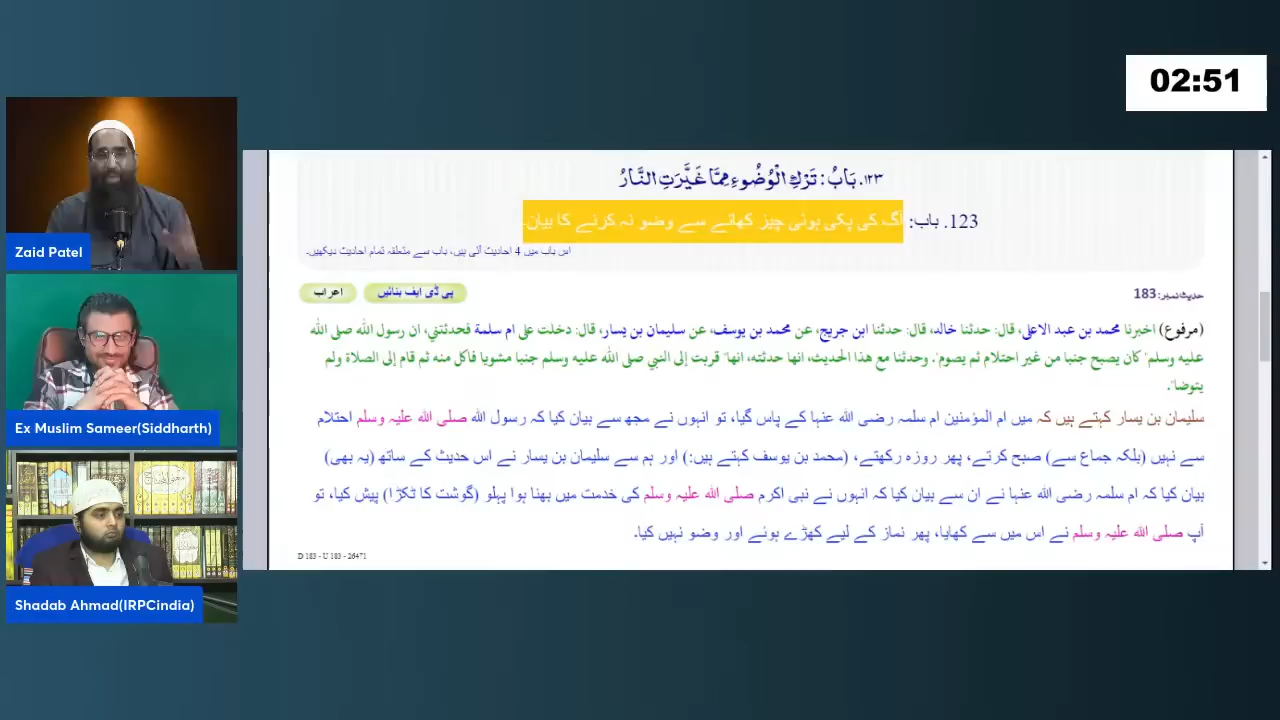 02:51
Zaid Patel
Ex Muslim Sameer(Siddharth)
Shadab Ahmad(IRPCindia)
۱۲۳. بَابُ: تَرْكِ الْوُضُوءِ مِمَّا غَيَّرَتِ النَّارُ
123. باب: آگ کی پکی ہوئی چیز کھانے سے وضو نہ کرنے کا بیان۔
اس باب میں 4 احادیث آئی ہیں، باب سے متعلقہ تمام احادیث دیکھیں۔
پی ڈی ایف بنائیں اعراب
حدیث نمبر: 183
(مرفوع) اخبرنا محمد بن عبد الاعلى، قال: حدثنا خالد، قال: حدثنا ابن جريج، عن محمد بن يوسف، عن سليمان بن يسار، قال: دخلت على ام سلمة فحدثتني، ان رسول الله صلى الله
عليه وسلم" كان يصبح جنبا من غير احتلام ثم يصوم". وحدثنا مع هذا الحديث، انها حدثته، انها" قربت إلى النبي صلى الله عليه وسلم جنبا مشويا فاكل منه ثم قام إلى الصلاة ولم
يتوضا".
سلیمان بن یسار کہتے ہیں کہ میں ام المؤمنین ام سلمہ رضی اللہ عنہا کے پاس گیا، تو انہوں نے مجھ سے بیان کیا کہ رسول اللہ صلی اللہ علیہ وسلم احتلام
سے نہیں (بلکہ جماع سے) صبح کرتے، پھر روزہ رکھتے، (محمد بن یوسف کہتے ہیں:) اور ہم سے سلیمان بن یسار نے اس حدیث کے ساتھ (یہ بھی)
بیان کیا کہ ام سلمہ رضی اللہ عنہا نے ان سے بیان کیا کہ انہوں نے نبی اکرم صلی اللہ علیہ وسلم کی خدمت میں بھنا ہوا پہلو (گوشت کا ٹکڑا) پیش کیا، تو
آپ صلی اللہ علیہ وسلم نے اس میں سے کھایا، پھر نماز کے لیے کھڑے ہوئے اور وضو نہیں کیا۔
D 183 - U 183 - 26471